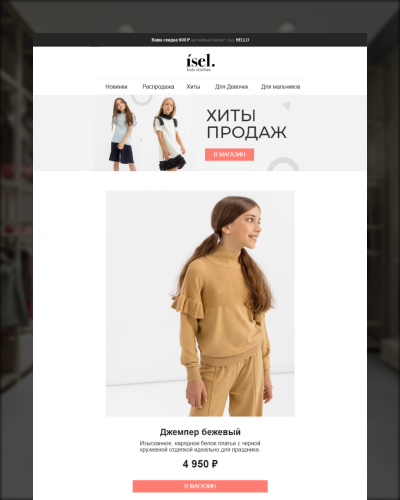 Ваша скидка 600 ₽ на первый заказ* код: HELLO
ísel.
kids clothes
Новинки Распродажа Хиты Для Девочек Для мальчиков
ХИТЫ
ПРОДАЖ
В МАГАЗИН
Джемпер бежевый
Изысканное, нарядное белое платье с черной
кружевной отделкой идеально для праздника.
4 950 ₽
В МАГАЗИН